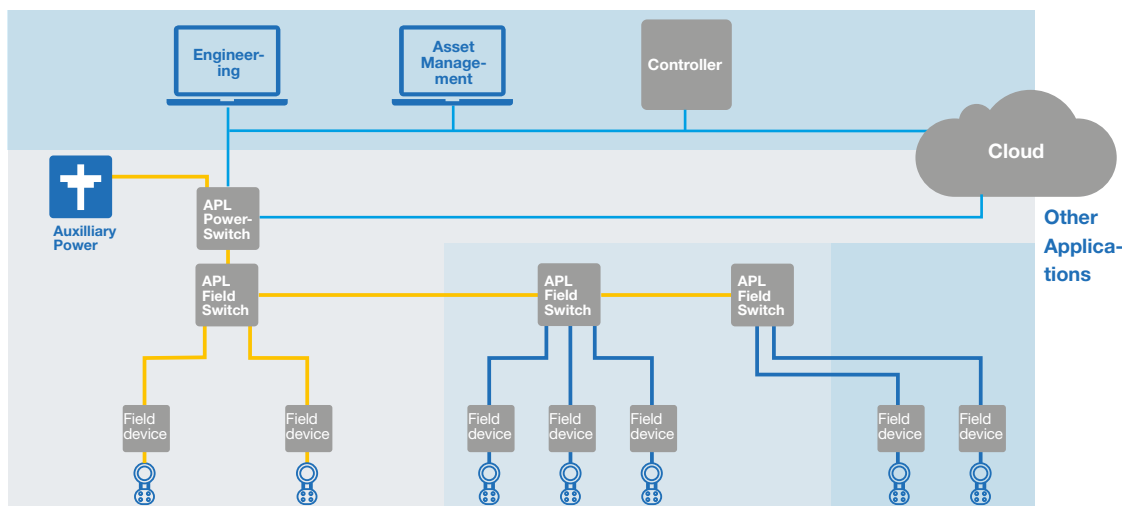 Engineer-
ing
Asset
Manage-
ment
Controller
Cloud
Auxilliary
Power
APL
Power-
Switch
Other
Applica-
tions
APL
Field
Switch
APL
Field
Switch
APL
Field
Switch
Field
device
Field
device
Field
device
Field
device
Field
device
Field
device
Field
device